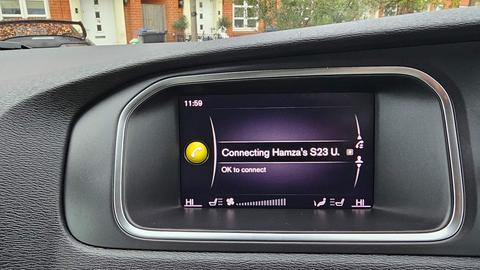 11:59
Connecting Hamza's S23 U.
OK to connect
HI HI